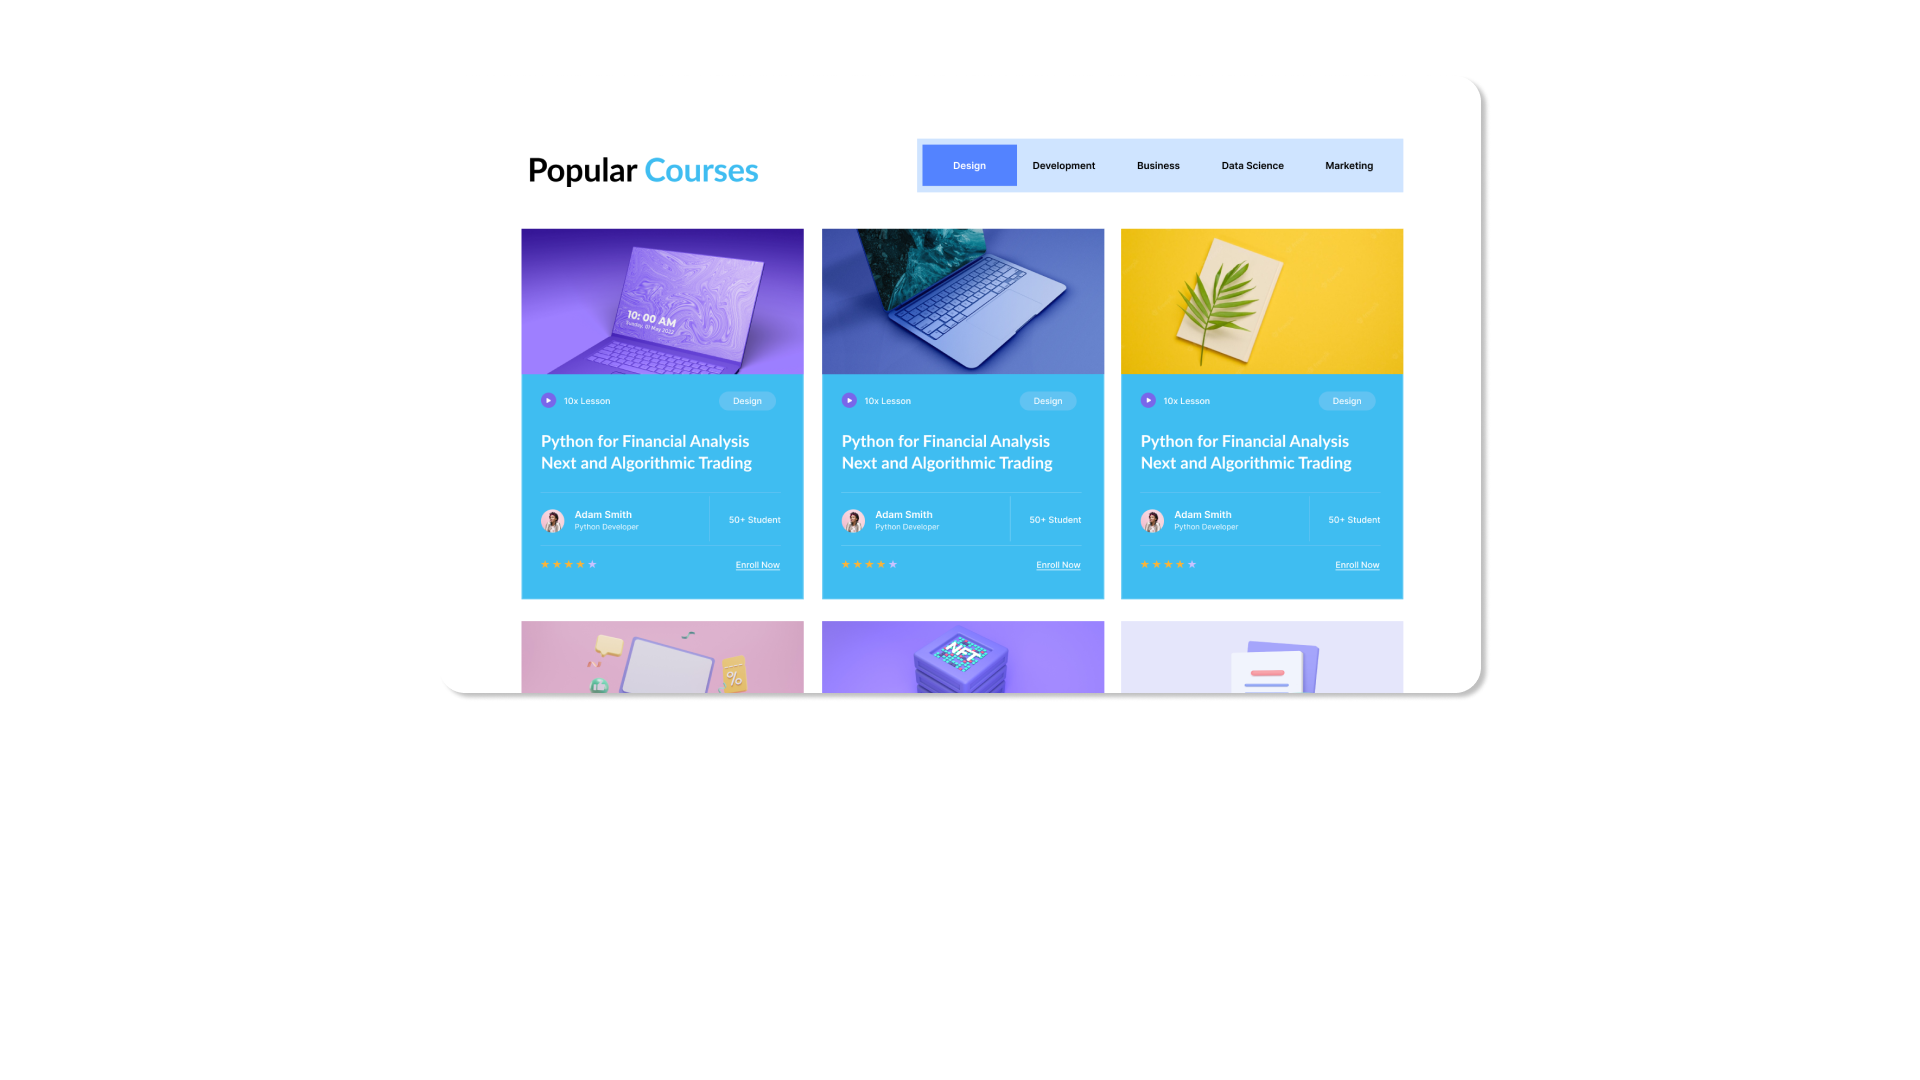 Popular Courses
Design Development Business Data Science Marketing
10: 00 AM
Sunday, 01 May 2022
10x Lesson Design
Python for Financial Analysis
Next and Algorithmic Trading
Adam Smith
Python Developer
50+ Student
Enroll Now
10x Lesson Design
Python for Financial Analysis
Next and Algorithmic Trading
Adam Smith
Python Developer
50+ Student
Enroll Now
10x Lesson Design
Python for Financial Analysis
Next and Algorithmic Trading
Adam Smith
Python Developer
50+ Student
Enroll Now
%
NFT